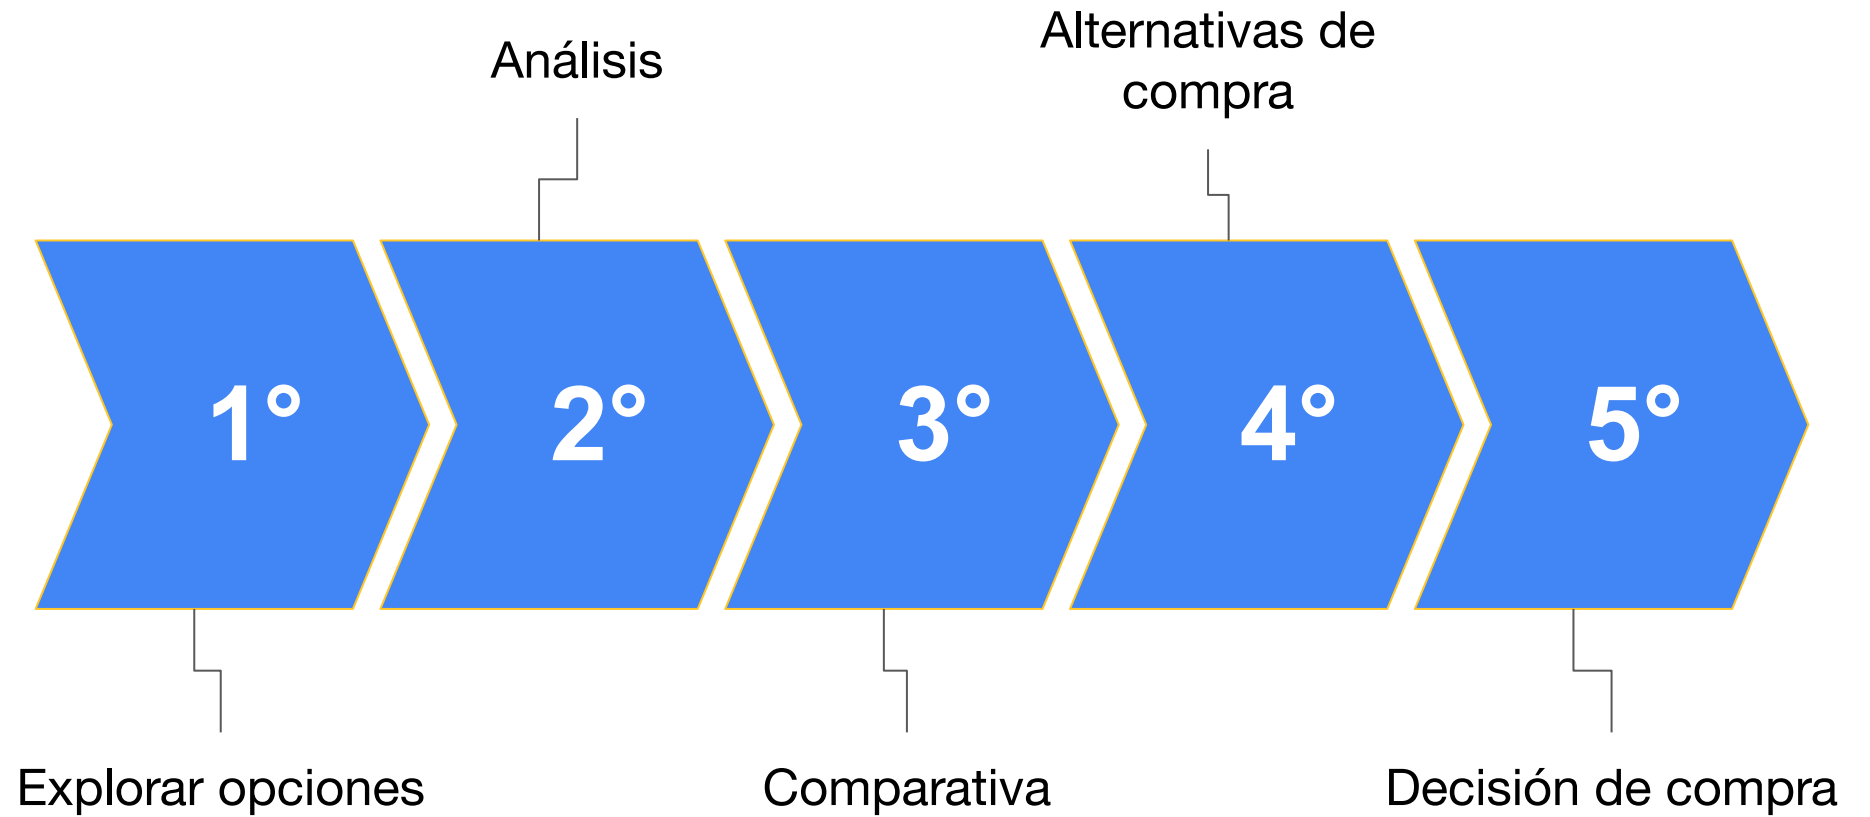 Análisis
Alternativas de
compra
1°
2°
3°
4°
5°
Explorar opciones
Comparativa
Decisión de compra